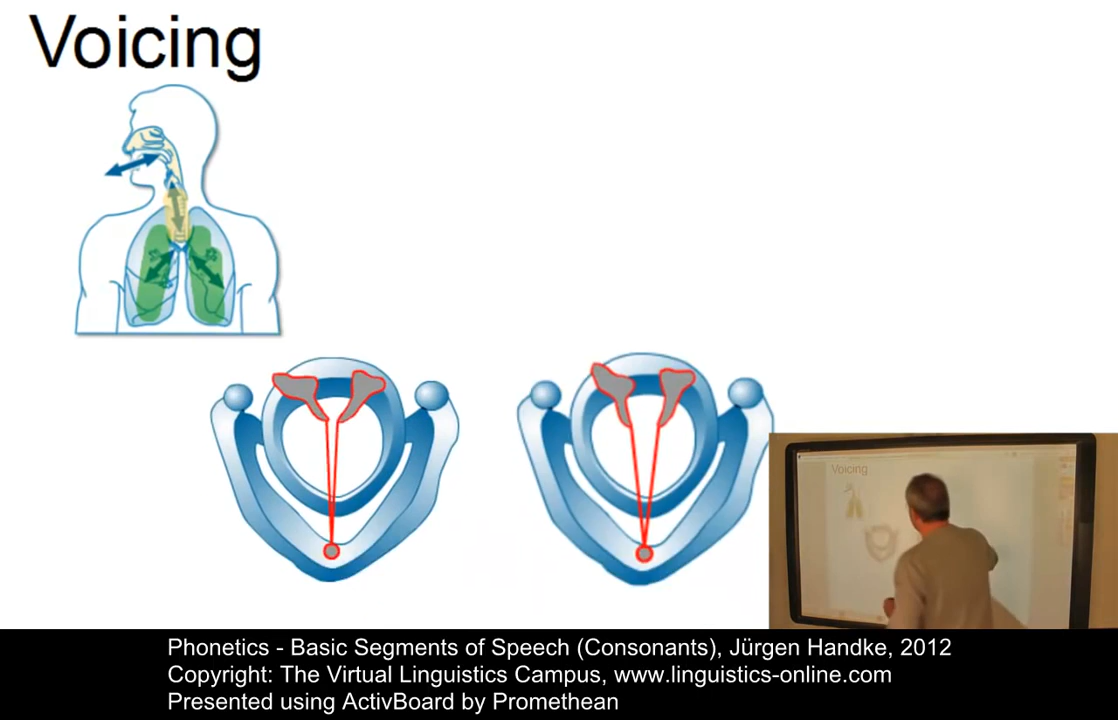 Voicing
Voicing
Phonetics - Basic Segments of Speech (Consonants), Jürgen Handke, 2012
Copyright: The Virtual Linguistics Campus, www.linguistics-online.com
Presented using ActivBoard by Promethean